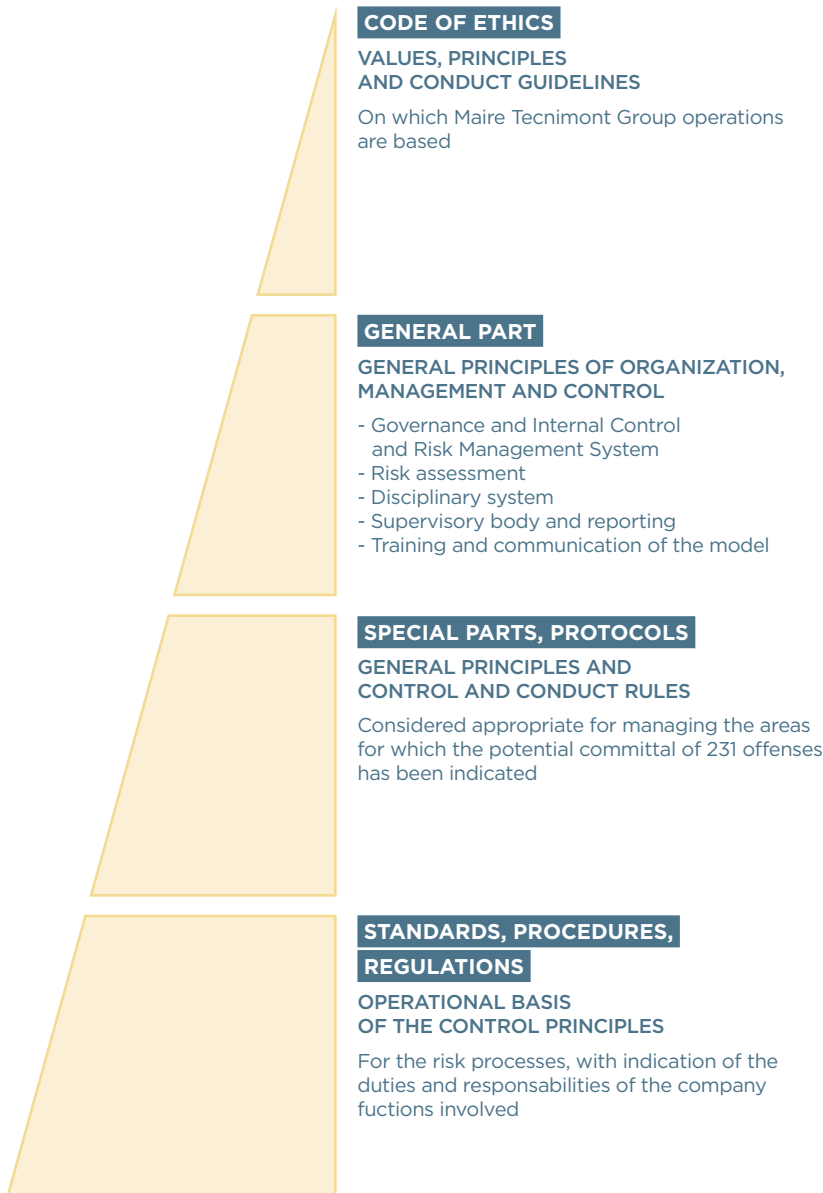 CODE OF ETHICS
VALUES, PRINCIPLES
AND CONDUCT GUIDELINES
On which Maire Tecnimont Group operations
are based
GENERAL PART
GENERAL PRINCIPLES OF ORGANIZATION,
MANAGEMENT AND CONTROL
- Governance and Internal Control
and Risk Management System
- Risk assessment
- Disciplinary system
- Supervisory body and reporting
- Training and communication of the model
SPECIAL PARTS, PROTOCOLS
GENERAL PRINCIPLES AND
CONTROL AND CONDUCT RULES
Considered appropriate for managing the areas
for which the potential committal of 231 offenses
has been indicated
STANDARDS, PROCEDURES,
REGULATIONS
OPERATIONAL BASIS
OF THE CONTROL PRINCIPLES
For the risk processes, with indication of the
duties and responsabilities of the company
fuctions involved